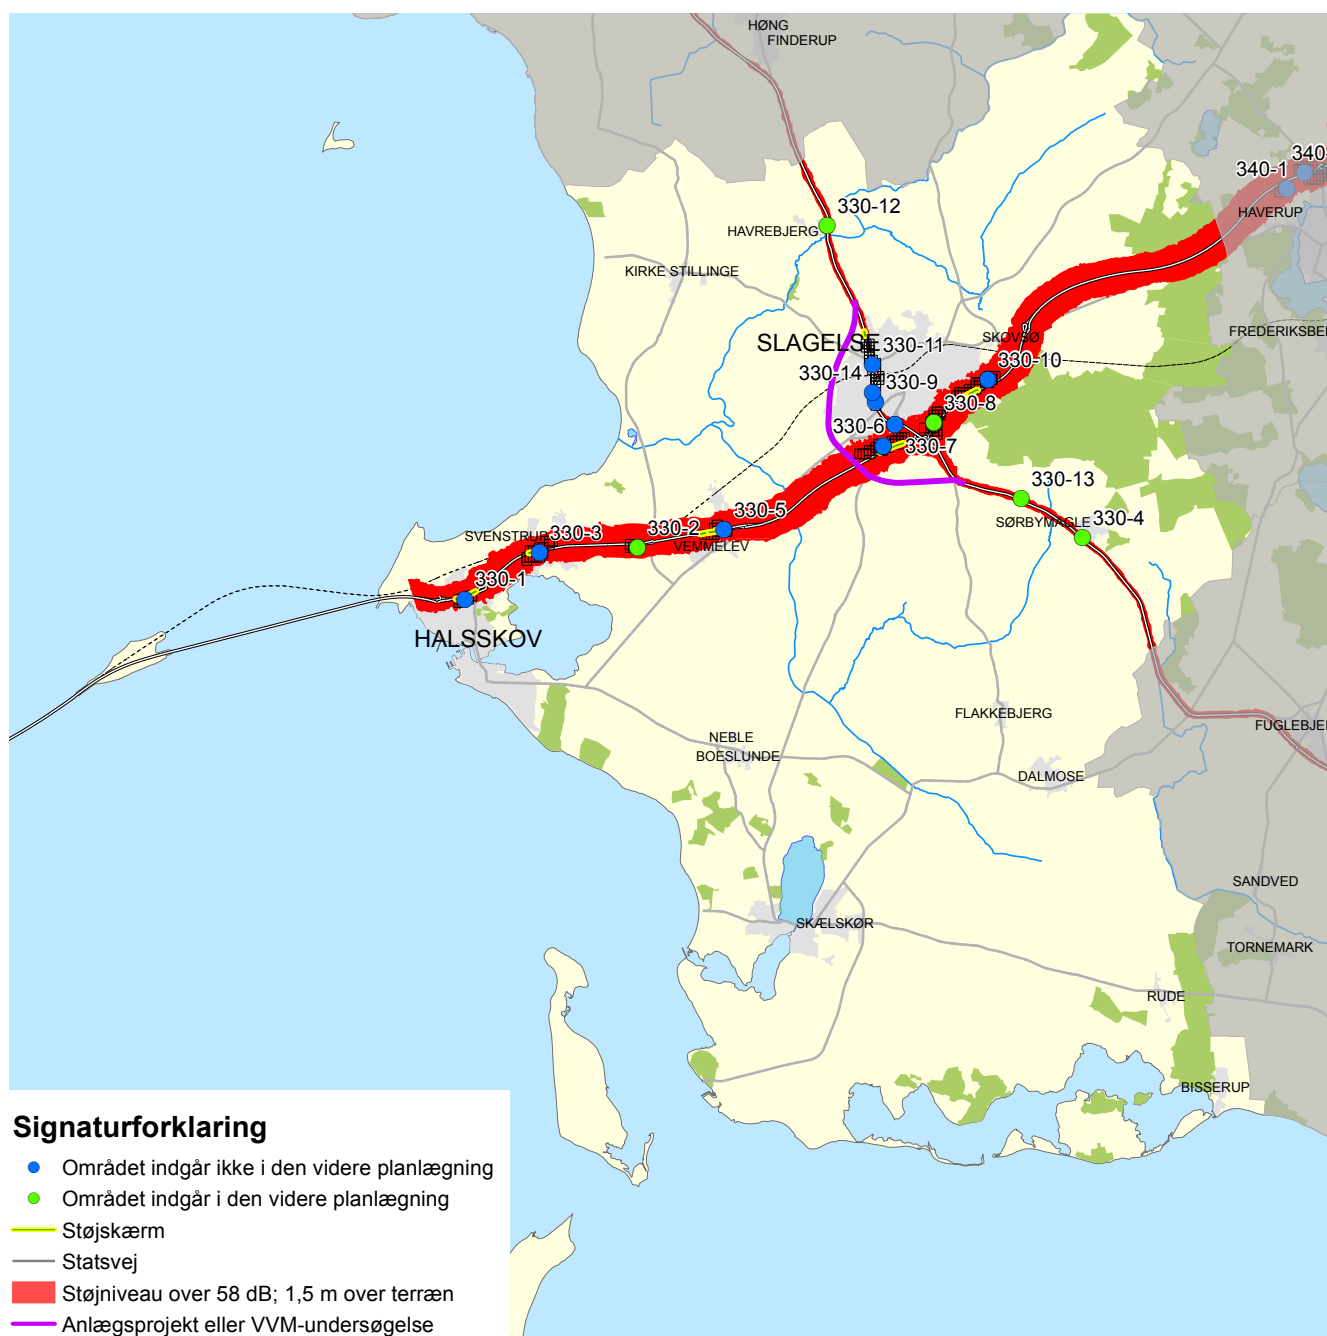 HØNG
FINDERUP
340-
340-1
HAVERUP
330-12
HAVREBJERG
KIRKE STILLINGE
FREDERIKSBE
SKOVSØ
SLAGELSE
330-11
330-10
330-14
330-9
330-8
330-6
330-7
330-13
SØRBYMAGLE
330-4
330-5
330-2
VEMMELEV
SVENSTRUP
330-3
330-1
HALSSKOV
FLAKKEBJERG
FUGLEBJE
NEBLE
BOESLUNDE
DALMOSE
SANDVED
SKÆLSKØR
TORNEMARK
RUDE
BISSERUP
Signaturforklaring
Området indgår ikke i den videre planlægning
Området indgår i den videre planlægning
Støjskærm
Statsvej
Støjniveau over 58 dB; 1,5 m over terræn
Anlægsprojekt eller VVM-undersøgelse